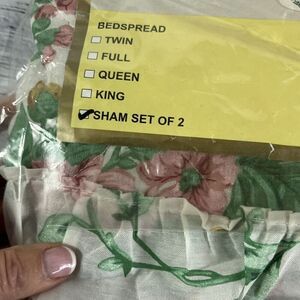 BEDSPREAD
TWIN
FULL
QUEEN
KING
SHAM SET OF 2